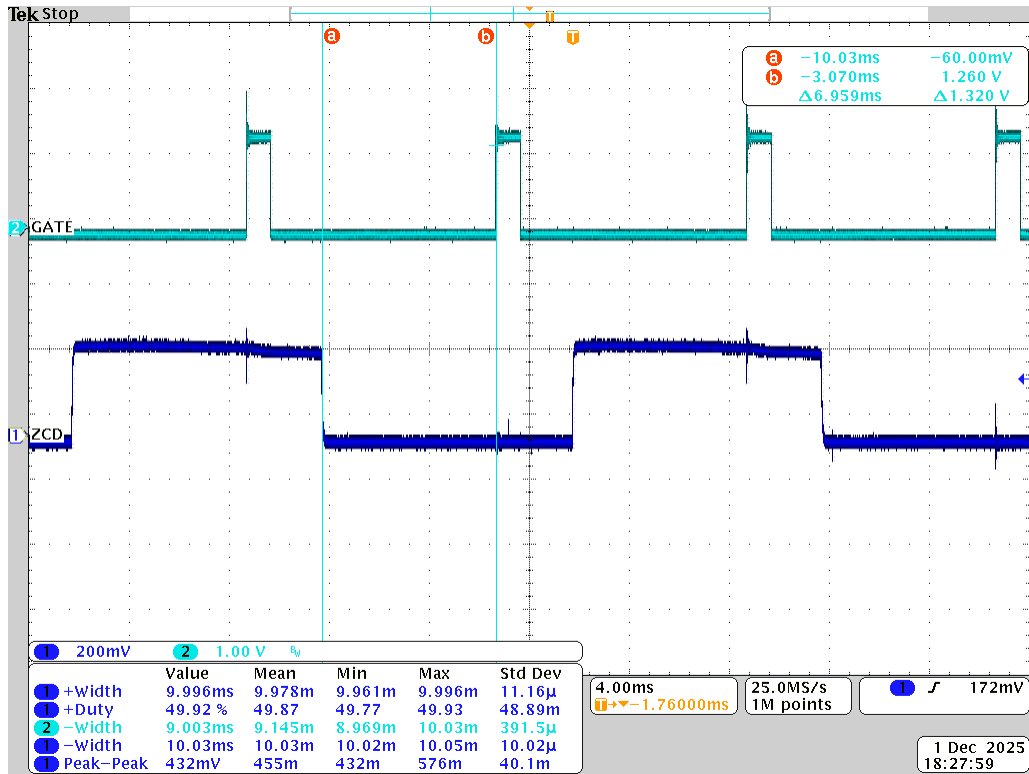 Tek Stop
T
a
b
T
a −10.03ms −60.00mV
b −3.070ms 1.260 V
Δ6.959ms Δ1.320 V
2 GATE
1 ZCD
1 200mV 2 1.00 V BW
Value Mean Min Max Std Dev
1 +Width 9.996ms 9.978m 9.961m 9.996m 11.16µ
1 +Duty 49.92 % 49.87 49.77 49.93 48.89m
2 −Width 9.003ms 9.145m 8.969m 10.03m 391.5µ
1 −Width 10.03ms 10.03m 10.02m 10.05m 10.02µ
1 Peak−Peak 432mV 455m 432m 576m 40.1m
4.00ms
T→▼−1.76000ms
25.0MS/s
1M points
1 172mV
1 Dec 2025
18:27:59